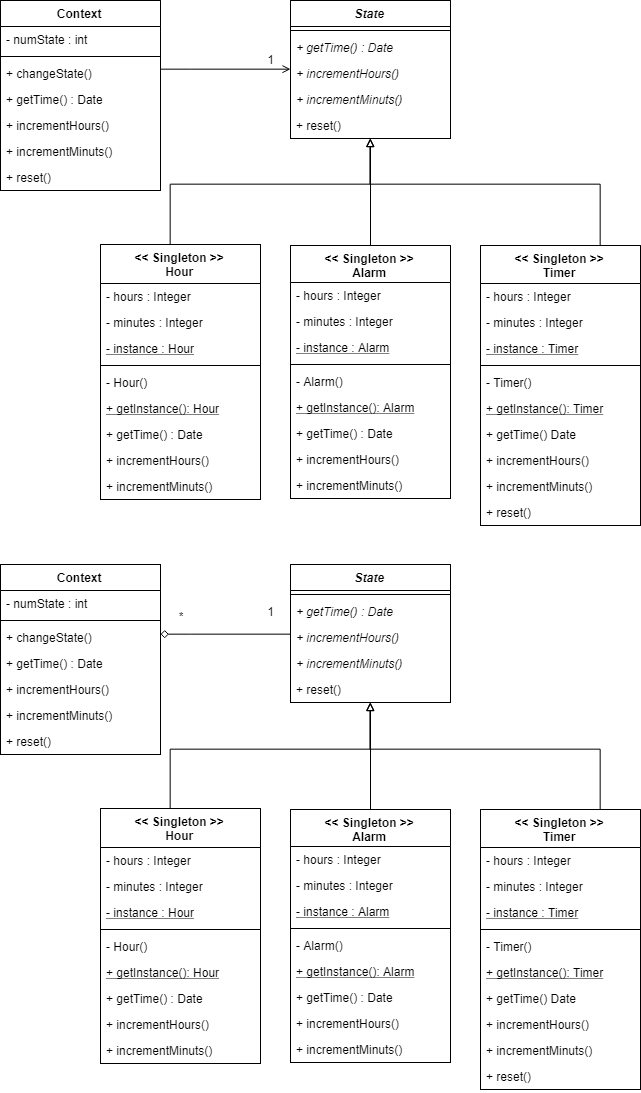 Context
- numState : int
+ changeState()
+ getTime() : Date
+ incrementHours()
+ incrementMinuts()
+ reset()
1
State
+ getTime() : Date
+ incrementHours()
+ incrementMinuts()
+ reset()
<< Singleton >>
Hour
- hours : Integer
- minutes : Integer
- instance : Hour
- Hour()
+ getInstance(): Hour
+ getTime() : Date
+ incrementHours()
+ incrementMinuts()
<< Singleton >>
Alarm
- hours : Integer
- minutes : Integer
- instance : Alarm
- Alarm()
+ getInstance(): Alarm
+ getTime() : Date
+ incrementHours()
+ incrementMinuts()
<< Singleton >>
Timer
- hours : Integer
- minutes : Integer
- instance : Timer
- Timer()
+ getInstance(): Timer
+ getTime() Date
+ incrementHours()
+ incrementMinuts()
+ reset()
Context
- numState : int
+ changeState()
+ getTime() : Date
+ incrementHours()
+ incrementMinuts()
+ reset()
* 1
State
+ getTime() : Date
+ incrementHours()
+ incrementMinuts()
+ reset()
<< Singleton >>
Hour
- hours : Integer
- minutes : Integer
- instance : Hour
- Hour()
+ getInstance(): Hour
+ getTime() : Date
+ incrementHours()
+ incrementMinuts()
<< Singleton >>
Alarm
- hours : Integer
- minutes : Integer
- instance : Alarm
- Alarm()
+ getInstance(): Alarm
+ getTime() : Date
+ incrementHours()
+ incrementMinuts()
<< Singleton >>
Timer
- hours : Integer
- minutes : Integer
- instance : Timer
- Timer()
+ getInstance(): Timer
+ getTime() Date
+ incrementHours()
+ incrementMinuts()
+ reset()